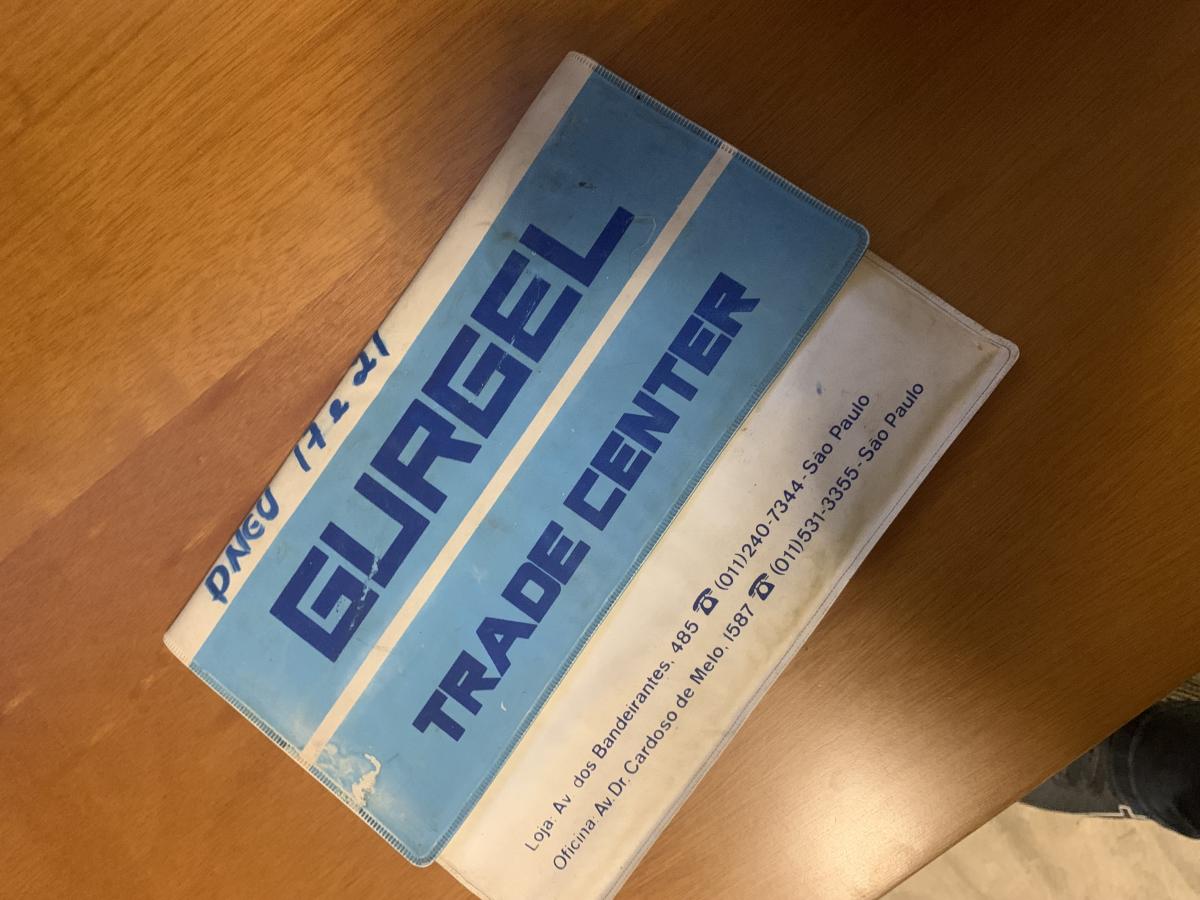 GURGEL
TRADE CENTER
Loja: Av. dos Bandeirantes, 485 ☎ (011)240-7344 - São Paulo
Oficina: Av. Dr. Cardoso de Melo, 1587 ☎ (011)531-3355 - São Paulo